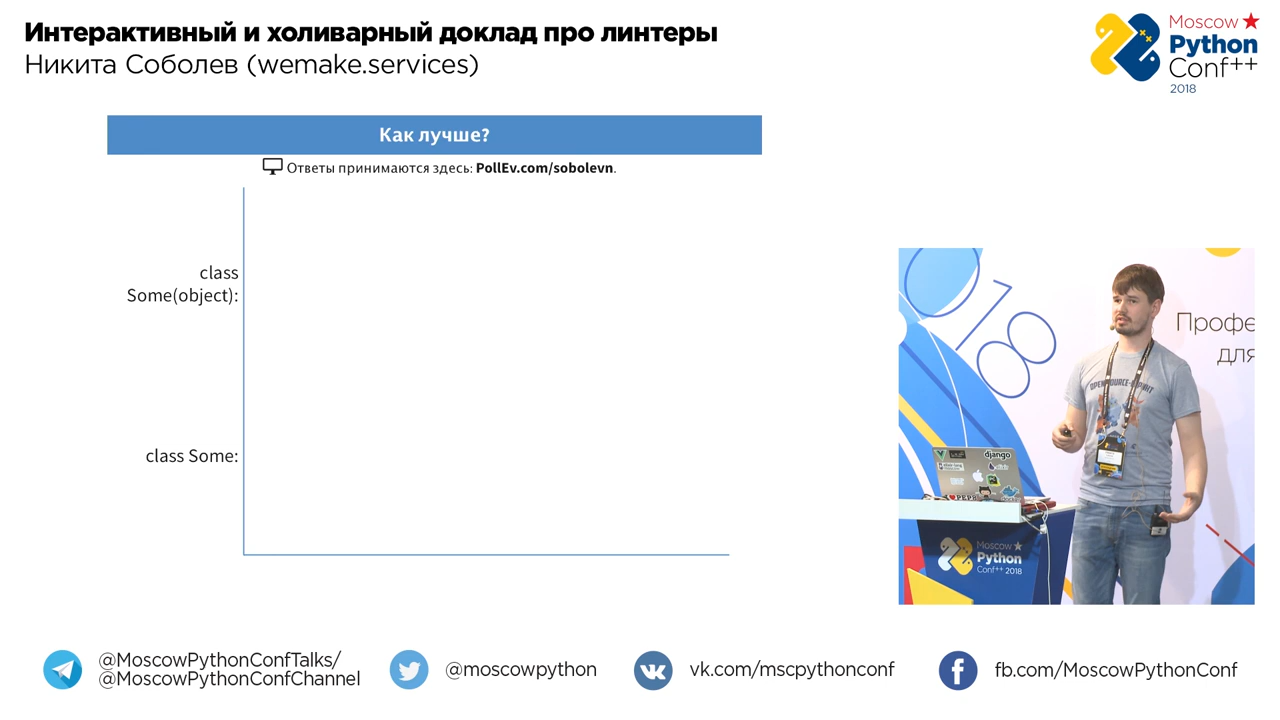 Интерактивный и холиварный доклад про линтеры
Никита Соболев (wemake.services)
Moscow
Python
Conf++
2018
Как лучше?
Ответы принимаются здесь: PollEv.com/sobolevn.
class
Some(object):
class Some:
2018
Профе
для
django
Moscow
Python
Conf++ 2018
@MoscowPythonConfTalks/
@MoscowPythonConfChannel
@moscowpython
vk.com/mscpythonconf
fb.com/MoscowPythonConf